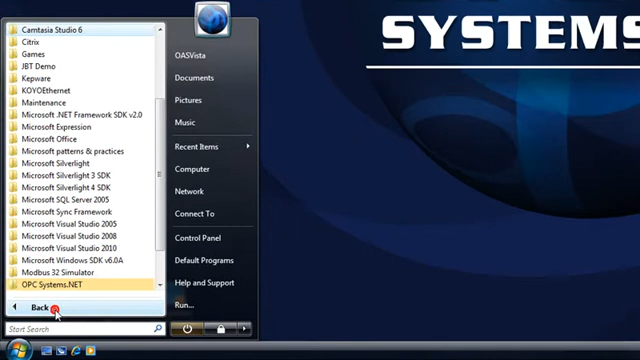 SYSTEMS
Camtasia Studio 6
Citrix
Games
JBT Demo
Kepware
KOYOEthernet
Maintenance
Microsoft .NET Framework SDK v2.0
Microsoft Expression
Microsoft Office
Microsoft patterns & practices
Microsoft Silverlight
Microsoft Silverlight 3 SDK
Microsoft Silverlight 4 SDK
Microsoft SQL Server 2005
Microsoft Sync Framework
Microsoft Visual Studio 2005
Microsoft Visual Studio 2008
Microsoft Visual Studio 2010
Microsoft Windows SDK v6.0A
Modbus 32 Simulator
OPC Systems.NET
Back
Start Search
OASVista
Documents
Pictures
Music
Recent Items
Computer
Network
Connect To
Control Panel
Default Programs
Help and Support
Run...